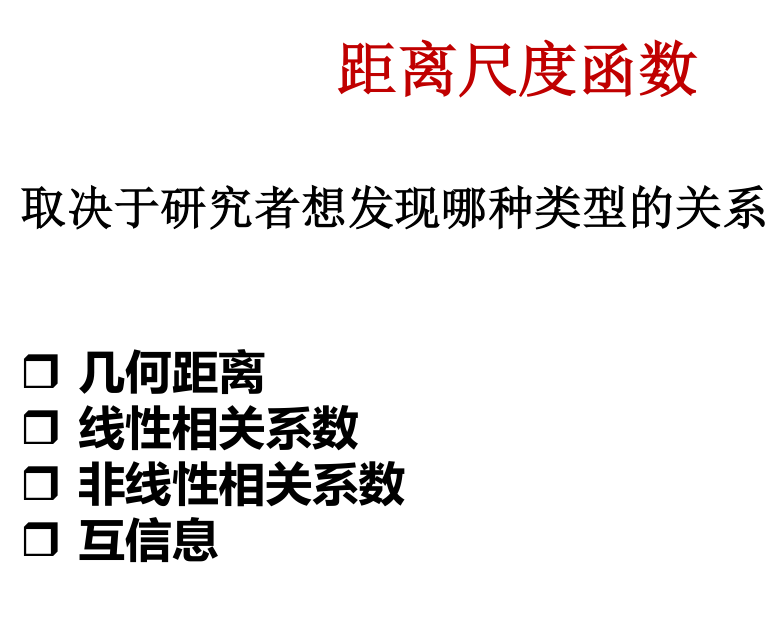 距离尺度函数
取决于研究者想发现哪种类型的关系
❒ 几何距离
❒ 线性相关系数
❒ 非线性相关系数
❒ 互信息